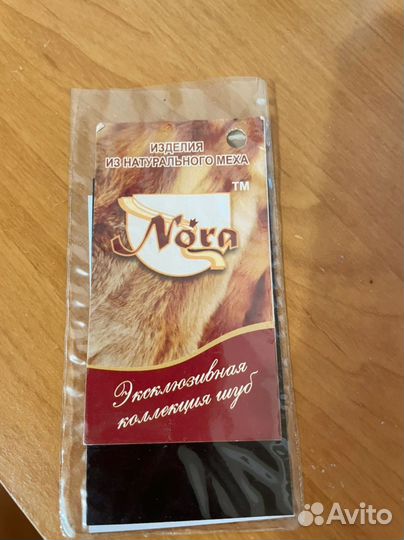 ИЗДЕЛИЯ
ИЗ НАТУРАЛЬНОГО МЕХА
TM
Nora
Эксклюзивная
коллекция шуб
Avito